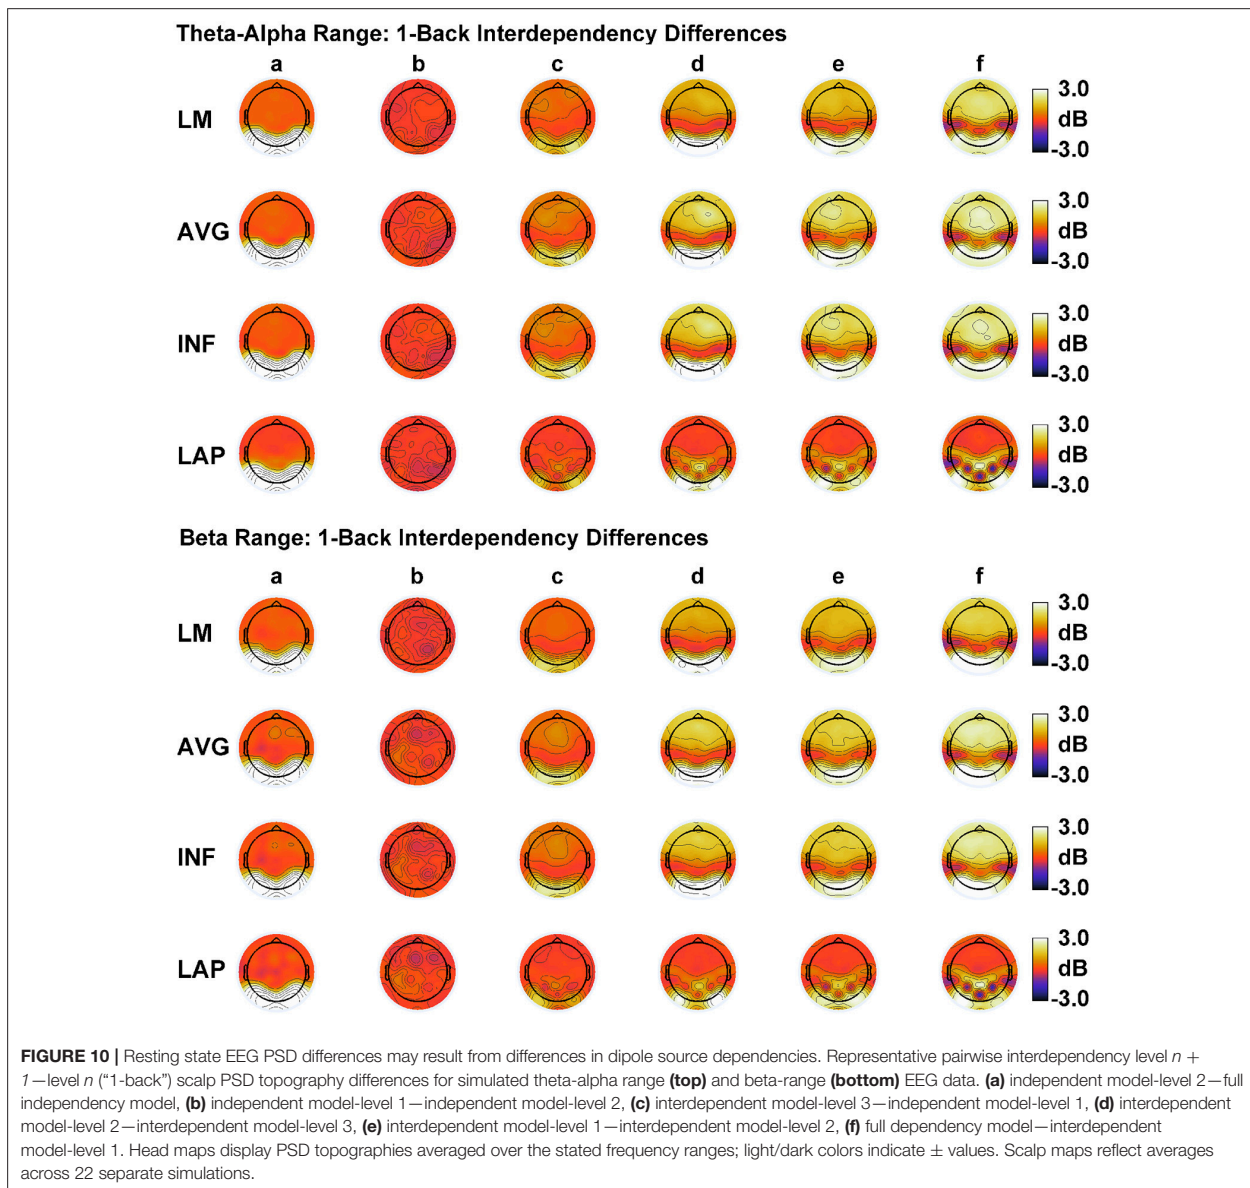 Theta-Alpha Range: 1-Back Interdependency Differences
a b c d e f
LM
3.0
dB
-3.0
AVG
3.0
dB
-3.0
INF
3.0
dB
-3.0
LAP
3.0
dB
-3.0
Beta Range: 1-Back Interdependency Differences
a b c d e f
LM
3.0
dB
-3.0
AVG
3.0
dB
-3.0
INF
3.0
dB
-3.0
LAP
3.0
dB
-3.0
FIGURE 10 | Resting state EEG PSD differences may result from differences in dipole source dependencies. Representative pairwise interdependency level n +
1—level n (“1-back”) scalp PSD topography differences for simulated theta-alpha range (top) and beta-range (bottom) EEG data. (a) independent model-level 2—full
independency model, (b) independent model-level 1—independent model-level 2, (c) interdependent model-level 3—independent model-level 1, (d) interdependent
model-level 2—interdependent model-level 3, (e) interdependent model-level 1—interdependent model-level 2, (f) full dependency model—interdependent
model-level 1. Head maps display PSD topographies averaged over the stated frequency ranges; light/dark colors indicate ± values. Scalp maps reflect averages
across 22 separate simulations.